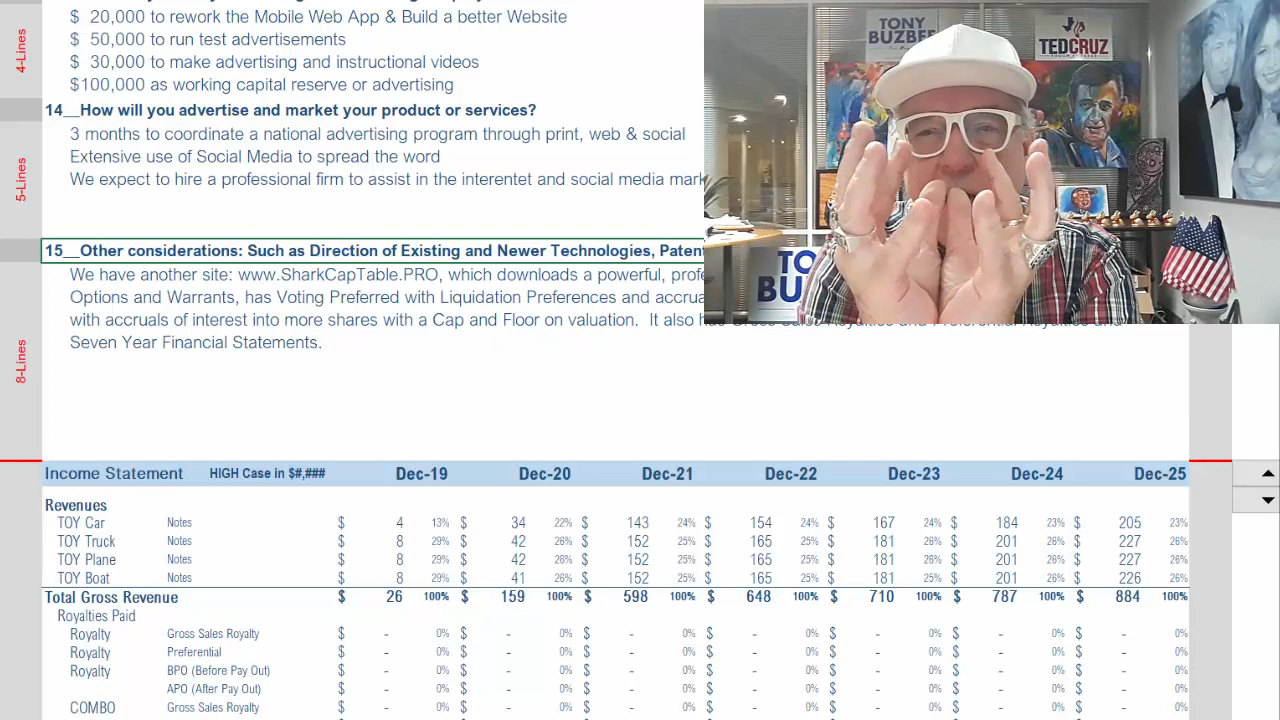 4-Lines
$ 20,000 to rework the Mobile Web App & Build a better Website
$ 50,000 to run test advertisements
$ 30,000 to make advertising and instructional videos
$100,000 as working capital reserve or advertising
14__How will you advertise and market your product or services?
3 months to coordinate a national advertising program through print, web & social
Extensive use of Social Media to spread the word
We expect to hire a professional firm to assist in the interentet and social media mark
5-Lines
15__Other considerations: Such as Direction of Existing and Newer Technologies, Paten
We have another site: www.SharkCapTable.PRO, which downloads a powerful, profe
Options and Warrants, has Voting Preferred with Liquidation Preferences and accrua
with accruals of interest into more shares with a Cap and Floor on valuation. It also has Gross Sales Royalties and Preferential Royalties and
Seven Year Financial Statements.
8-Lines
TONY
BUZBEE
TED CRUZ
TO
BU
Income Statement HIGH Case in $#,### Dec-19 Dec-20 Dec-21 Dec-22 Dec-23 Dec-24 Dec-25
Revenues
TOY Car Notes $ 4 13% $ 34 22% $ 143 24% $ 154 24% $ 167 24% $ 184 23% $ 205 23%
TOY Truck Notes $ 8 29% $ 42 26% $ 152 25% $ 165 25% $ 181 26% $ 201 26% $ 227 26%
TOY Plane Notes $ 8 29% $ 42 26% $ 152 25% $ 165 25% $ 181 26% $ 201 26% $ 227 26%
TOY Boat Notes $ 8 29% $ 41 26% $ 152 25% $ 165 25% $ 181 25% $ 201 26% $ 226 26%
Total Gross Revenue $ 26 100% $ 159 100% $ 598 100% $ 648 100% $ 710 100% $ 787 100% $ 884 100%
Royalties Paid
Royalty Gross Sales Royalty $ - 0% $ - 0% $ - 0% $ - 0% $ - 0% $ - 0% $ - 0%
Royalty Preferential $ - 0% $ - 0% $ - 0% $ - 0% $ - 0% $ - 0% $ - 0%
Royalty BPO (Before Pay Out) $ - 0% $ - 0% $ - 0% $ - 0% $ - 0% $ - 0% $ - 0%
APO (After Pay Out) $ - 0% $ - 0% $ - 0% $ - 0% $ - 0% $ - 0% $ - 0%
COMBO Gross Sales Royalty $ - 0% $ - 0% $ - 0% $ - 0% $ - 0% $ - 0% $ - 0%